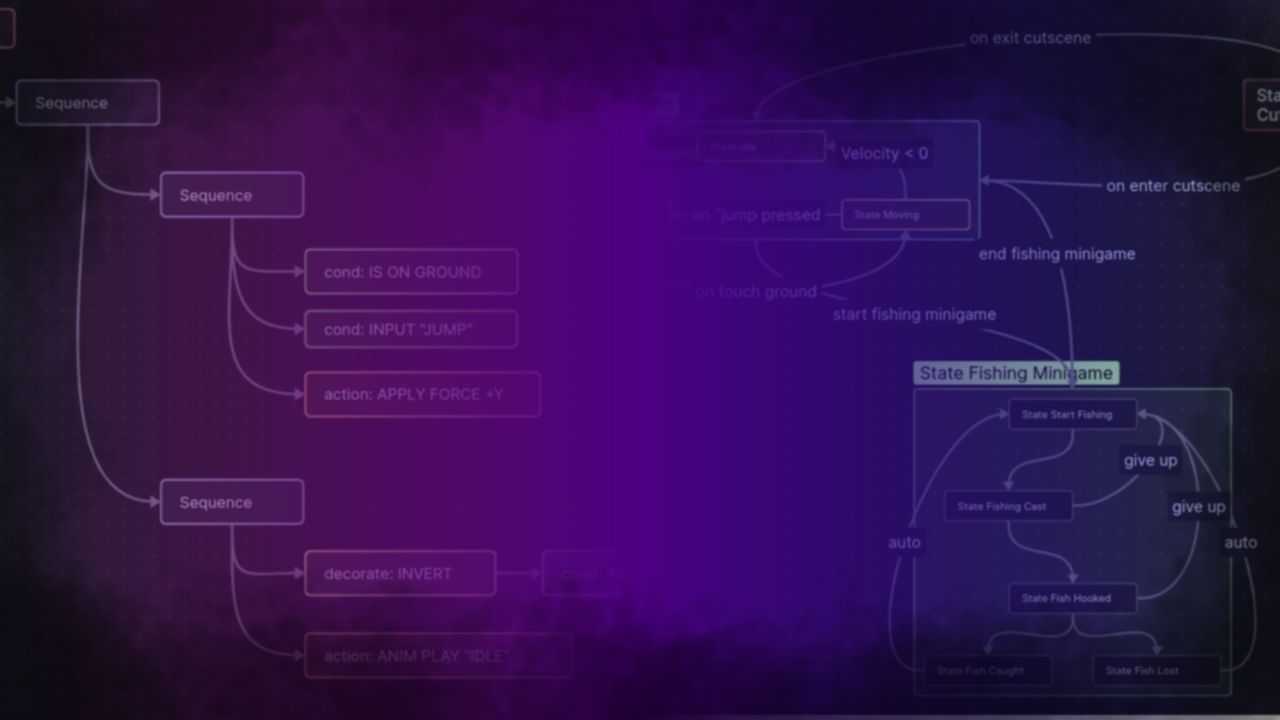 Sequence
Sequence
cond: IS ON GROUND
cond: INPUT "JUMP"
action: APPLY FORCE +Y
Sequence
decorate: INVERT
cond:
action: ANIM PLAY "IDLE"
on exit cutscene
State Idle
Velocity < 0
on "jump pressed
State Moving
on enter cutscene
end fishing minigame
on touch ground
start fishing minigame
State Fishing Minigame
State Start Fishing
give up
State Fishing Cast
give up
auto
auto
State Fish Hooked
State Fish Caught
State Fish Lost